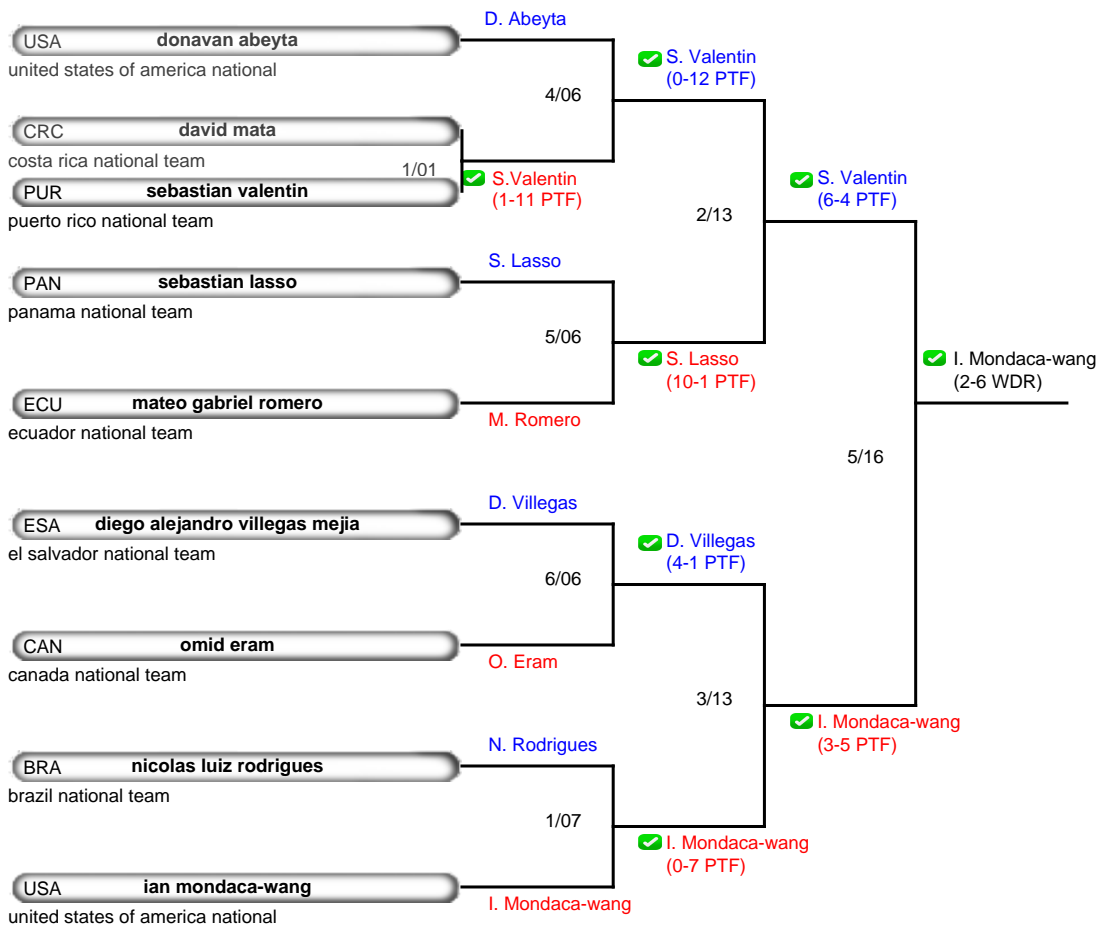 D. Abeyta
USA donavan abeyta
united states of america national
S. Valentin
(0-12 PTF)
4/06
CRC david mata
costa rica national team
1/01
PUR sebastian valentin
puerto rico national team
S.Valentin
(1-11 PTF)
S. Valentin
(6-4 PTF)
2/13
S. Lasso
PAN sebastian lasso
panama national team
5/06
S. Lasso
(10-1 PTF)
ECU mateo gabriel romero
ecuador national team
M. Romero
I. Mondaca-wang
(2-6 WDR)
5/16
D. Villegas
ESA diego alejandro villegas mejia
el salvador national team
D. Villegas
(4-1 PTF)
6/06
CAN omid eram
canada national team
O. Eram
3/13
I. Mondaca-wang
(3-5 PTF)
N. Rodrigues
BRA nicolas luiz rodrigues
brazil national team
1/07
I. Mondaca-wang
(0-7 PTF)
USA ian mondaca-wang
united states of america national
I. Mondaca-wang